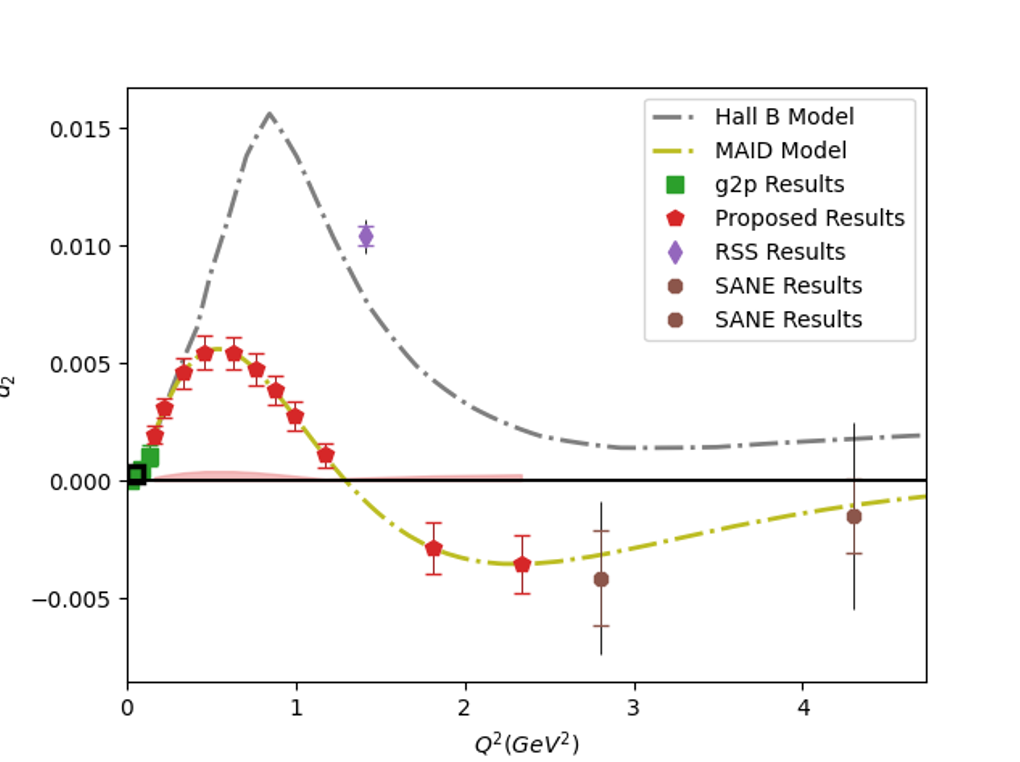 0.015
0.010
0.005
0.000
−0.005
0
1
2
3
4
Q²(GeV²)
Hall B Model
MAID Model
g2p Results
Proposed Results
RSS Results
SANE Results
SANE Results